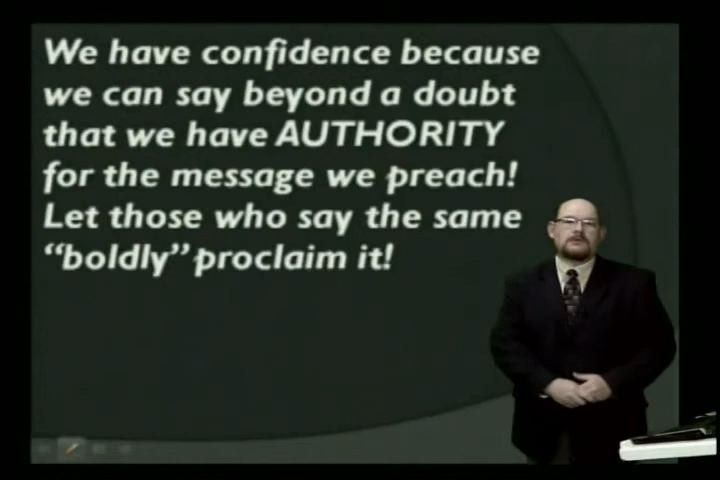 We have confidence because
we can say beyond a doubt
that we have AUTHORITY
for the message we preach!
Let those who say the same
“boldly” proclaim it!